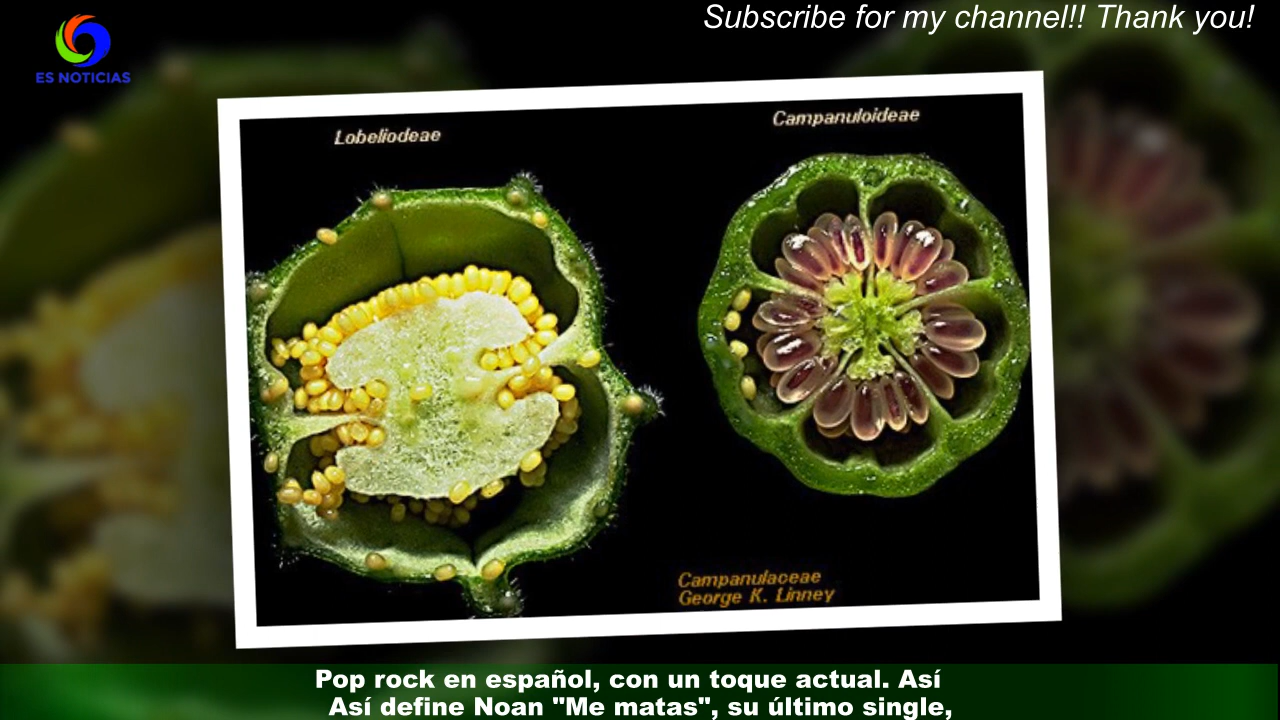 Subscribe for my channel!! Thank you!
ES NOTICIAS
Lobeliodeae
Campanuloideae
Campanulaceae
George K. Linney
Pop rock en español, con un toque actual. Así
Así define Noan "Me matas", su último single,